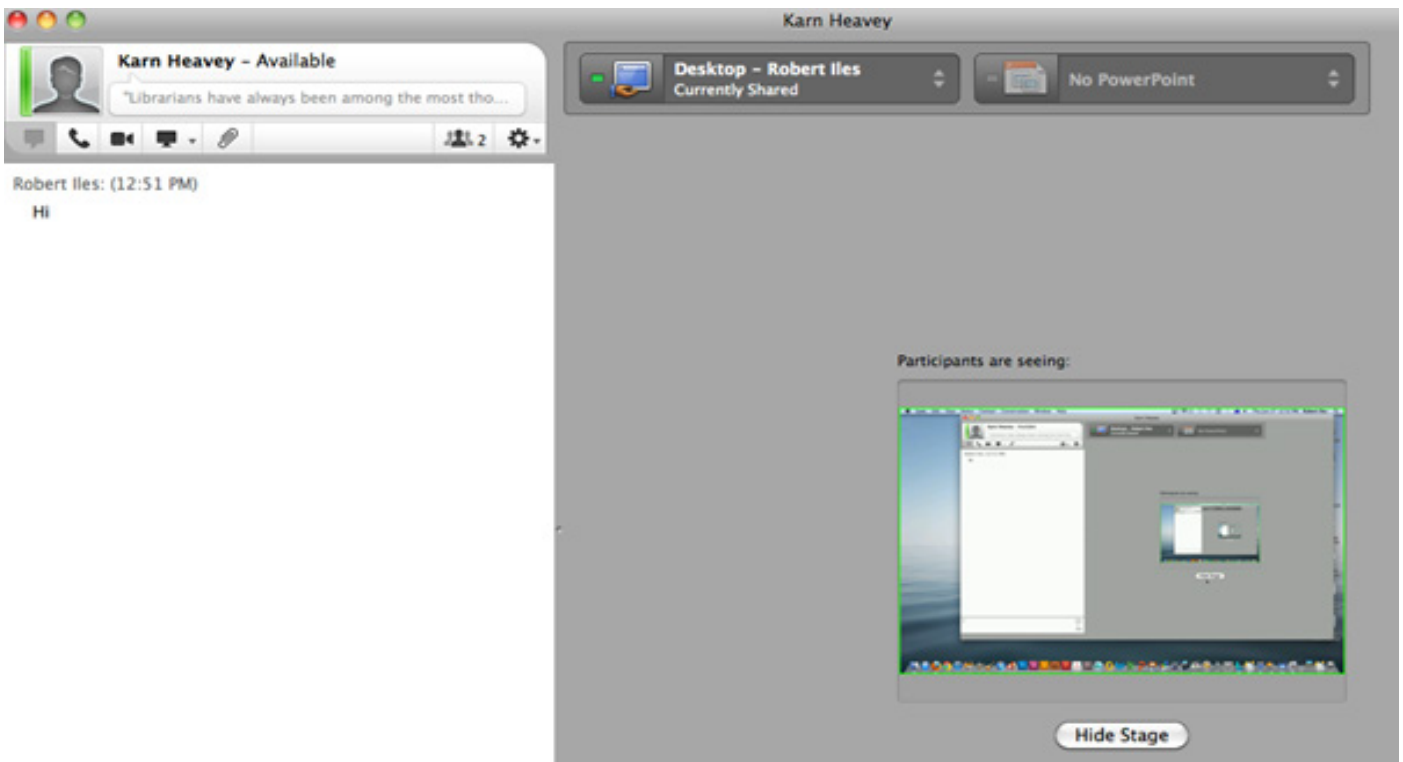 Karn Heavey
Karn Heavey – Available
"Librarians have always been among the most tho...
2
Robert Iles: (12:51 PM)
Hi
Desktop – Robert Iles
Currently Shared
No PowerPoint
Participants are seeing:
Hide Stage